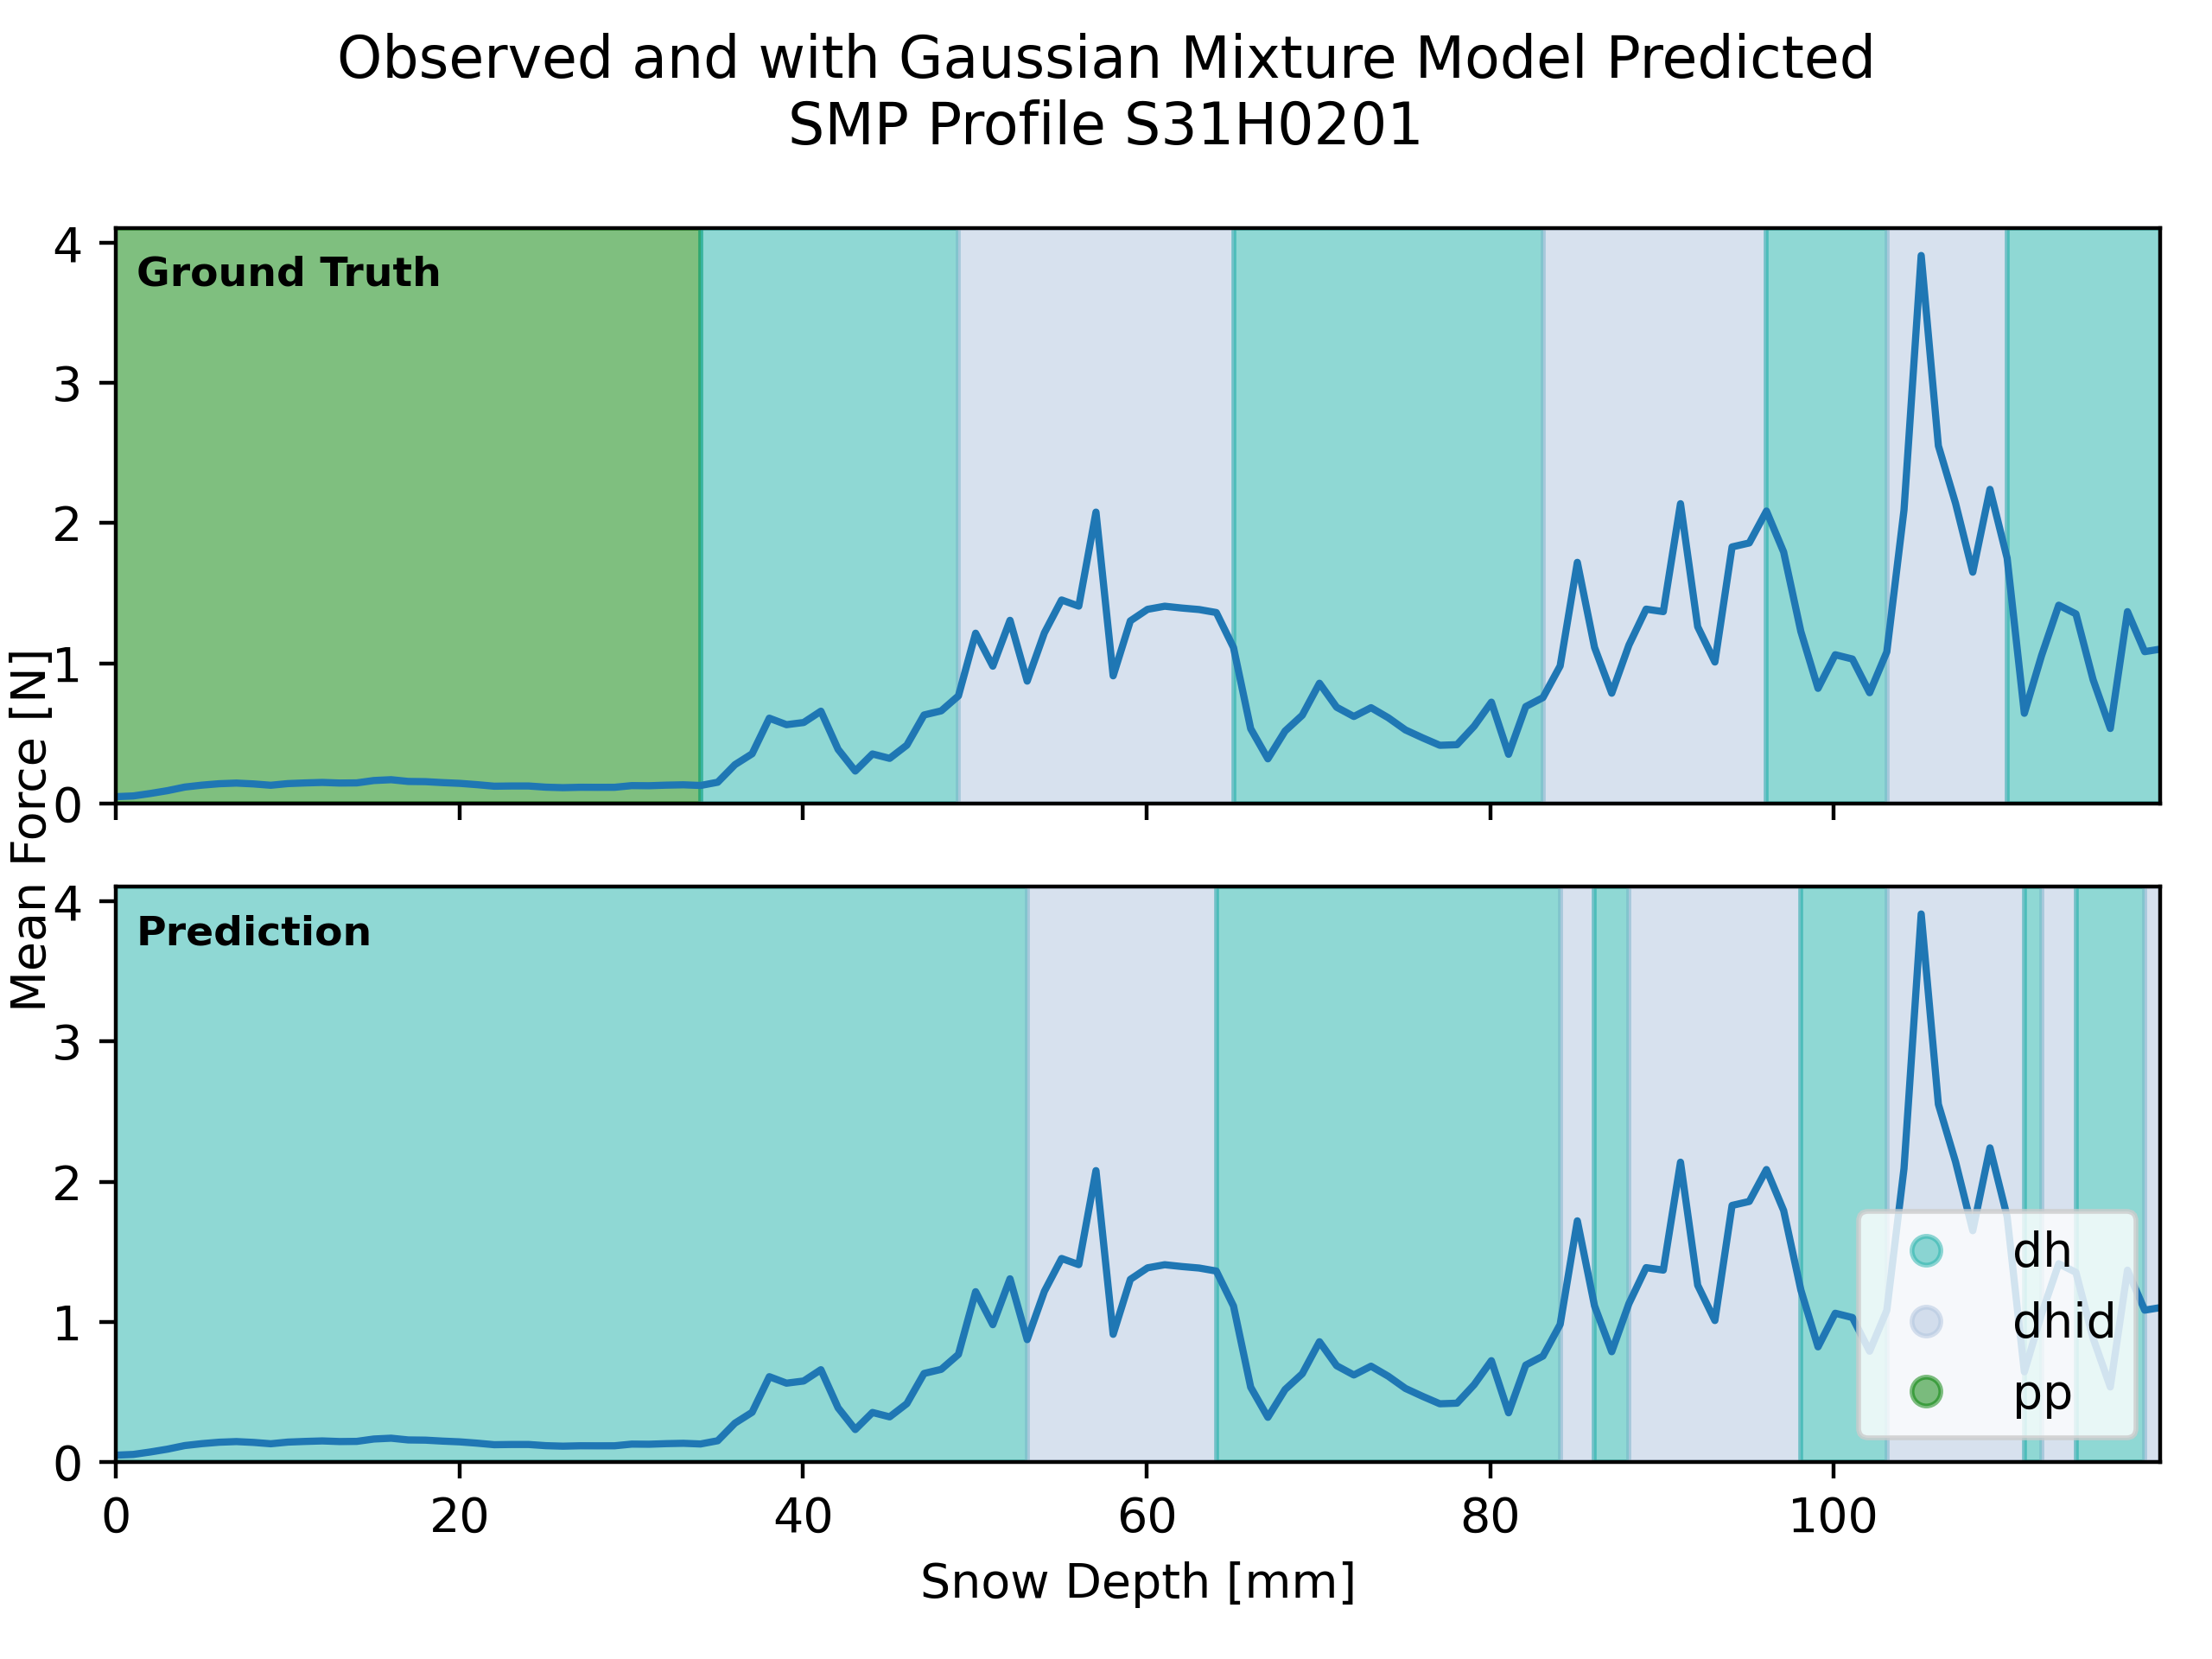 Observed and with Gaussian Mixture Model Predicted
SMP Profile S31H0201
Mean Force [N]
4
Ground Truth
3
2
1
0
4
Prediction
3
2
1
0
dh
dhid
pp
0 20 40 60 80 100
Snow Depth [mm]